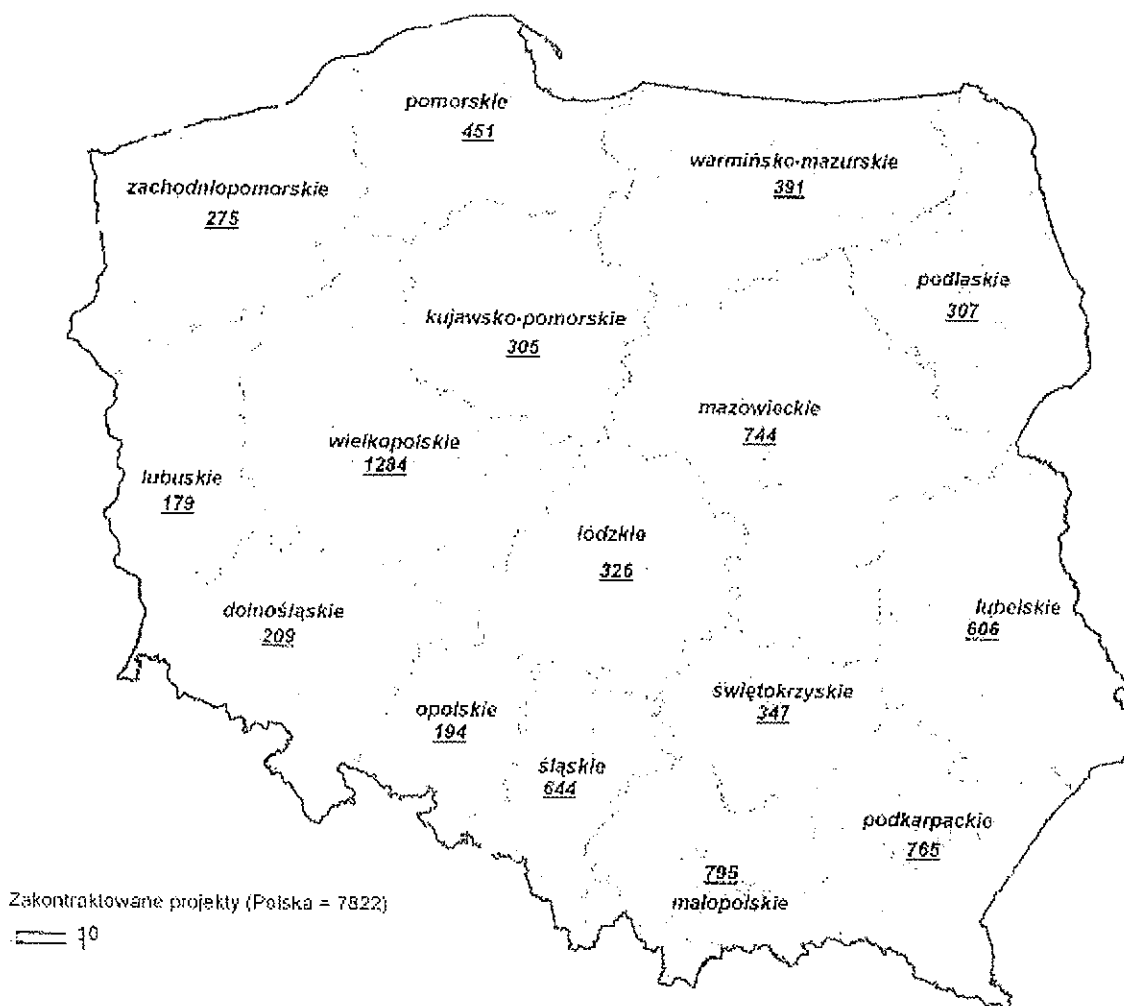 pomorskie
451
warmińsko-mazurskie
391
zachodniopomorskie
275
podlaskie
307
kujawsko-pomorskie
305
mazowieckie
744
wielkopolskie
1284
lubuskie
179
łódzkie
326
dolnośląskie
209
lubelskie
606
świętokrzyskie
347
opolskie
194
śląskie
644
podkarpackie
765
795
małopolskie
Zakontraktowane projekty (Polska = 7822)